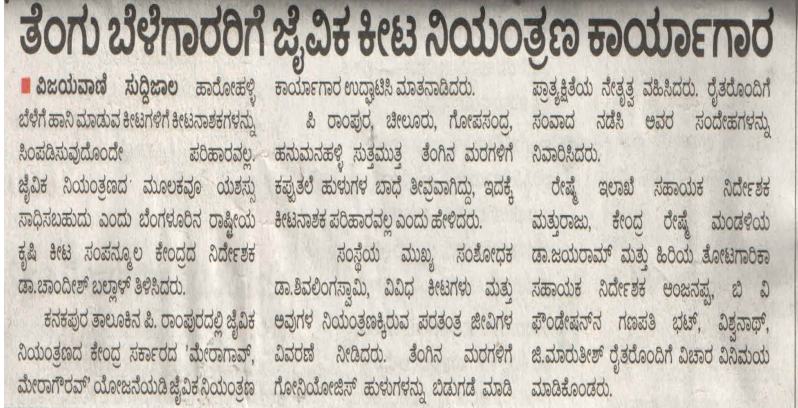 ತೆಂಗು ಬೆಳೆಗಾರರಿಗೆ ಜೈವಿಕ ಕೀಟ ನಿಯಂತ್ರಣ ಕಾರ್ಯಾಗಾರ
ವಿಜಯವಾಣಿ ಸುದ್ದಿಜಾಲ ಹಾರೋಹಳ್ಳಿ
ಬೆಳೆಗೆ ಹಾನಿ ಮಾಡುವ ಕೀಟಗಳಿಗೆ ಕೀಟನಾಶಕಗಳನ್ನು
ಸಿಂಪಡಿಸುವುದೊಂದೇ ಪರಿಹಾರವಲ್ಲ.
ಜೈವಿಕ ನಿಯಂತ್ರಣದ ಮೂಲಕವೂ ಯಶಸ್ಸು
ಸಾಧಿಸಬಹುದು ಎಂದು ಬೆಂಗಳೂರಿನ ರಾಷ್ಟ್ರೀಯ
ಕೃಷಿ ಕೀಟ ಸಂಪನ್ಮೂಲ ಕೇಂದ್ರದ ನಿರ್ದೇಶಕ
ಡಾ.ಚಾಂದೀಶ್ ಬಲ್ಲಾಳ್ ತಿಳಿಸಿದರು.
ಕನಕಪುರ ತಾಲೂಕಿನ ಪಿ. ರಾಂಪುರದಲ್ಲಿ ಜೈವಿಕ
ನಿಯಂತ್ರಣದ ಕೇಂದ್ರ ಸರ್ಕಾರದ 'ಮೇರಾಗಾವ್,
ಮೇರಾಗೌರವ್' ಯೋಜನೆಯಡಿ ಜೈವಿಕ ನಿಯಂತ್ರಣ
ಕಾರ್ಯಾಗಾರ ಉದ್ಘಾಟಿಸಿ ಮಾತನಾಡಿದರು.
ಪಿ ರಾಂಪುರ, ಚೀಲೂರು, ಗೋಪಸಂದ್ರ,
ಹನುಮನಹಳ್ಳಿ ಸುತ್ತಮುತ್ತ ತೆಂಗಿನ ಮರಗಳಿಗೆ
ಕಪ್ಪುತಲೆ ಹುಳುಗಳ ಬಾಧೆ ತೀವ್ರವಾಗಿದ್ದು, ಇದಕ್ಕೆ
ಕೀಟನಾಶಕ ಪರಿಹಾರವಲ್ಲ ಎಂದು ಹೇಳಿದರು.
ಸಂಸ್ಥೆಯ ಮುಖ್ಯ ಸಂಶೋಧಕ
ಡಾ.ಶಿವಲಿಂಗಸ್ವಾಮಿ, ವಿವಿಧ ಕೀಟಗಳು ಮತ್ತು
ಅವುಗಳ ನಿಯಂತ್ರಣಕ್ಕಿರುವ ಪರತಂತ್ರ ಜೀವಿಗಳ
ವಿವರಣೆ ನೀಡಿದರು. ತೆಂಗಿನ ಮರಗಳಿಗೆ
ಗೋನಿಯೋಜಿಸ್ ಹುಳುಗಳನ್ನು ಬಿಡುಗಡೆ ಮಾಡಿ
ಪ್ರಾತ್ಯಕ್ಷಿತೆಯ ನೇತೃತ್ವ ವಹಿಸಿದರು. ರೈತರೊಂದಿಗೆ
ಸಂವಾದ ನಡೆಸಿ ಅವರ ಸಂದೇಹಗಳನ್ನು
ನಿವಾರಿಸಿದರು.
ರೇಷ್ಮೆ ಇಲಾಖೆ ಸಹಾಯಕ ನಿರ್ದೇಶಕ
ಮತ್ತುರಾಜು, ಕೇಂದ್ರ ರೇಷ್ಮೆ ಮಂಡಳಿಯ
ಡಾ.ಜಯರಾಮ್ ಮತ್ತು ಹಿರಿಯ ತೋಟಗಾರಿಕಾ
ಸಹಾಯಕ ನಿರ್ದೇಶಕ ಆಂಜನಪ್ಪ, ಬಿ ವಿ
ಫೌಂಡೇಷನ್‌ನ ಗಣಪತಿ ಭಟ್, ವಿಶ್ವನಾಥ್,
ಜಿ.ಮಾರುತೀಶ್ ರೈತರೊಂದಿಗೆ ವಿಚಾರ ವಿನಿಮಯ
ಮಾಡಿಕೊಂಡರು.